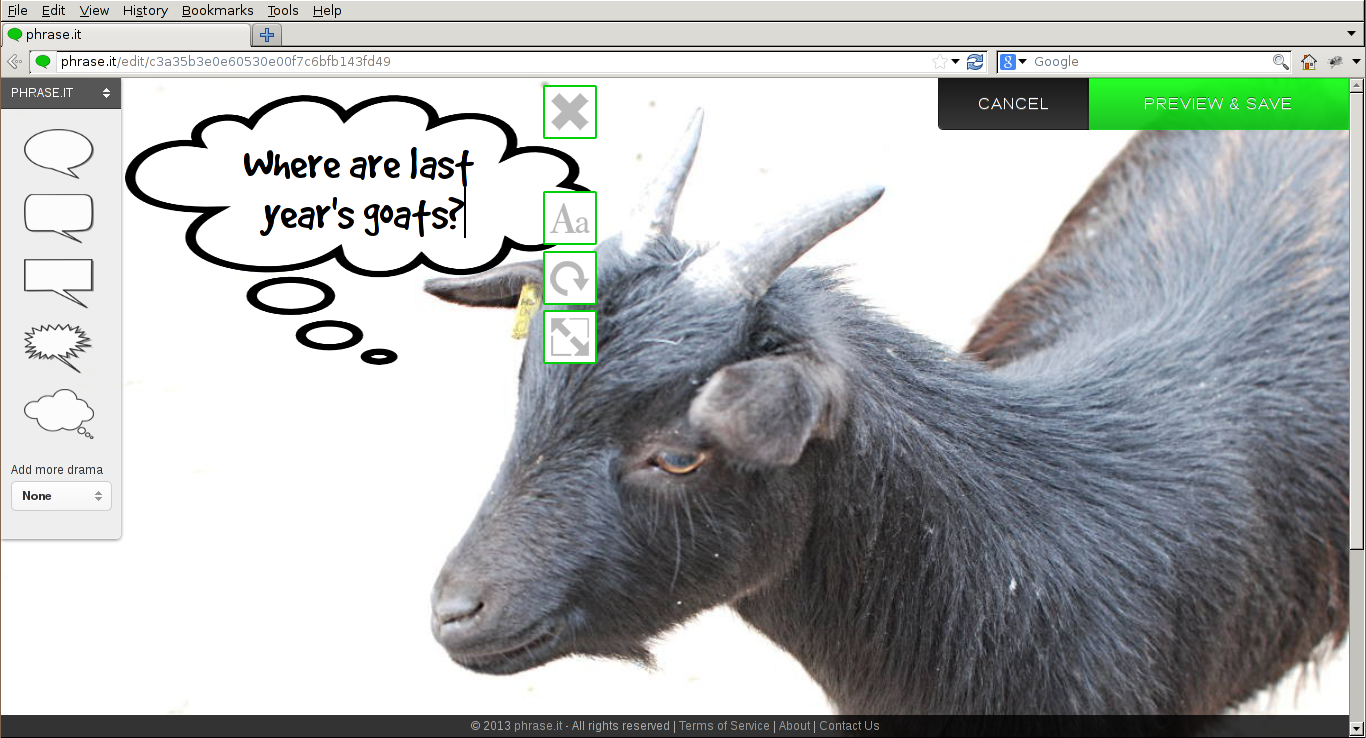 File Edit View History Bookmarks Tools Help
phrase.it
phrase.it/edit/c3a35b3e0e60530e00f7c6bfb143fd49
Google
PHRASE.IT
CANCEL
PREVIEW & SAVE
Where are last
year's goats?
Aa
Add more drama
None
© 2013 phrase.it - All rights reserved | Terms of Service | About | Contact Us